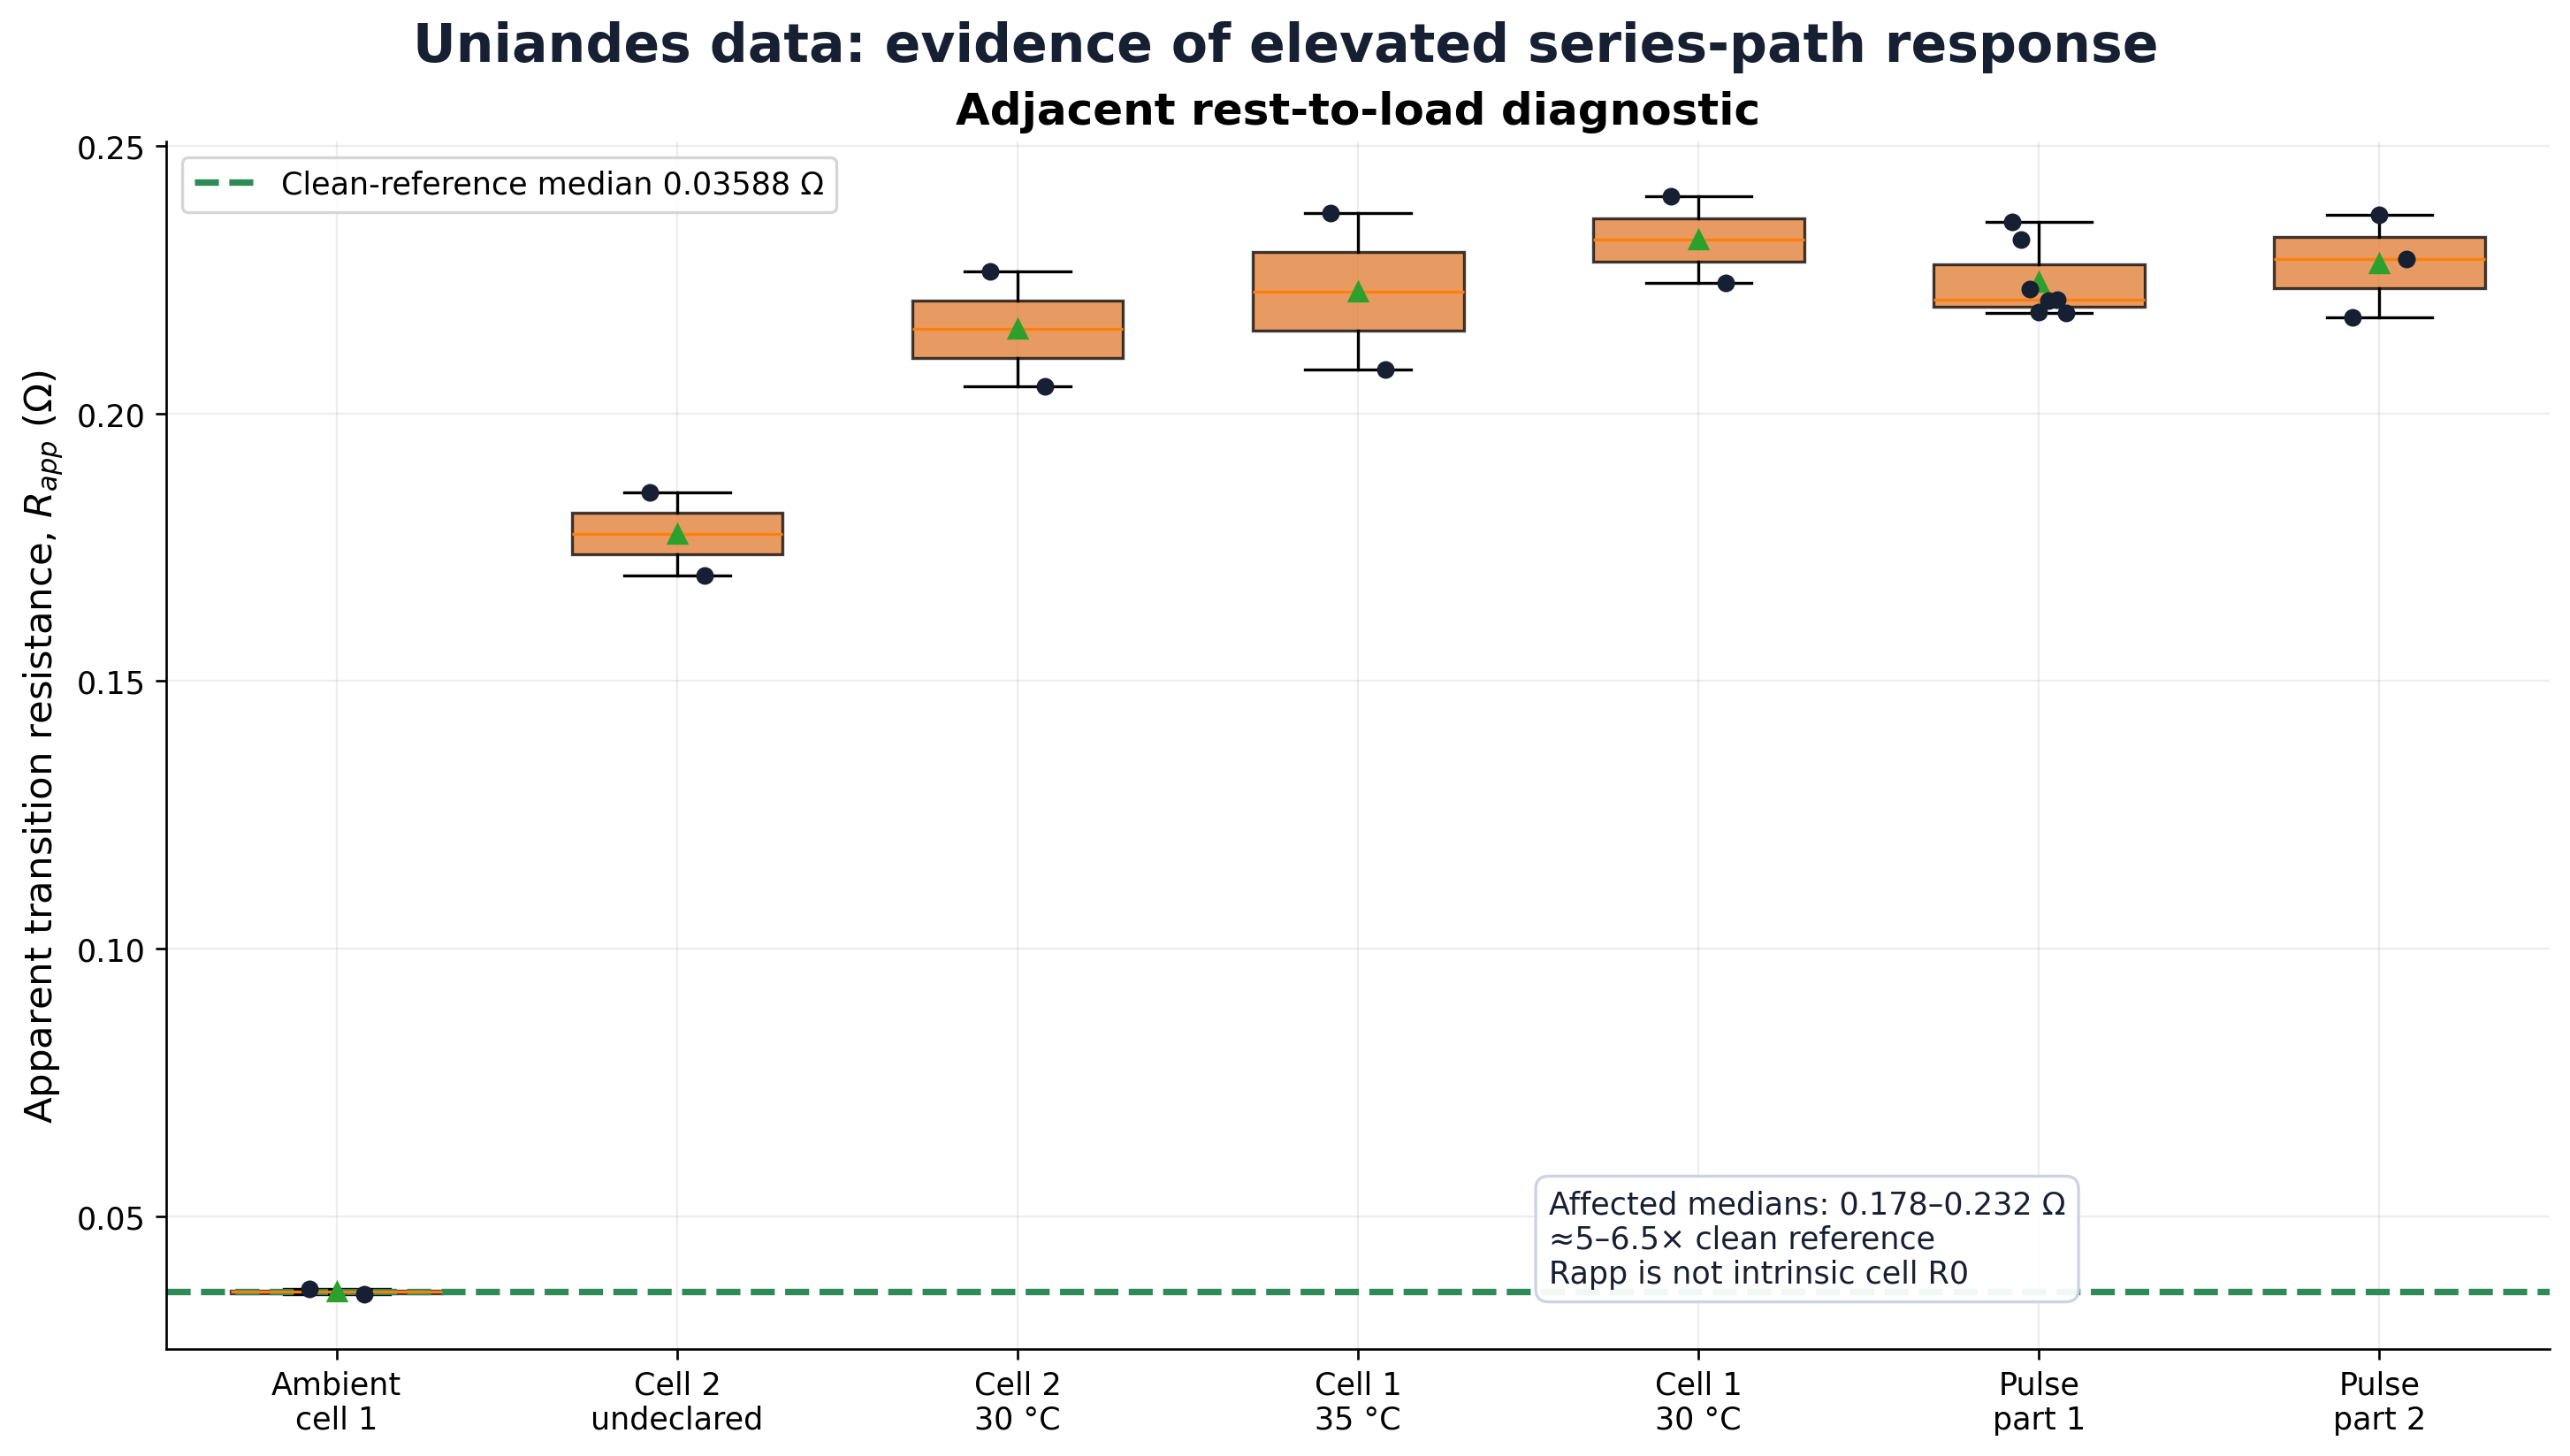 Uniandes data: evidence of elevated series-path response
Adjacent rest-to-load diagnostic
Clean-reference median 0.03588 Ω
Apparent transition resistance, R_app (Ω)
0.25
0.20
0.15
0.10
0.05
Affected medians: 0.178–0.232 Ω
≈5–6.5× clean reference
Rapp is not intrinsic cell R0
Ambient
cell 1
Cell 2
undeclared
Cell 2
30 °C
Cell 1
35 °C
Cell 1
30 °C
Pulse
part 1
Pulse
part 2